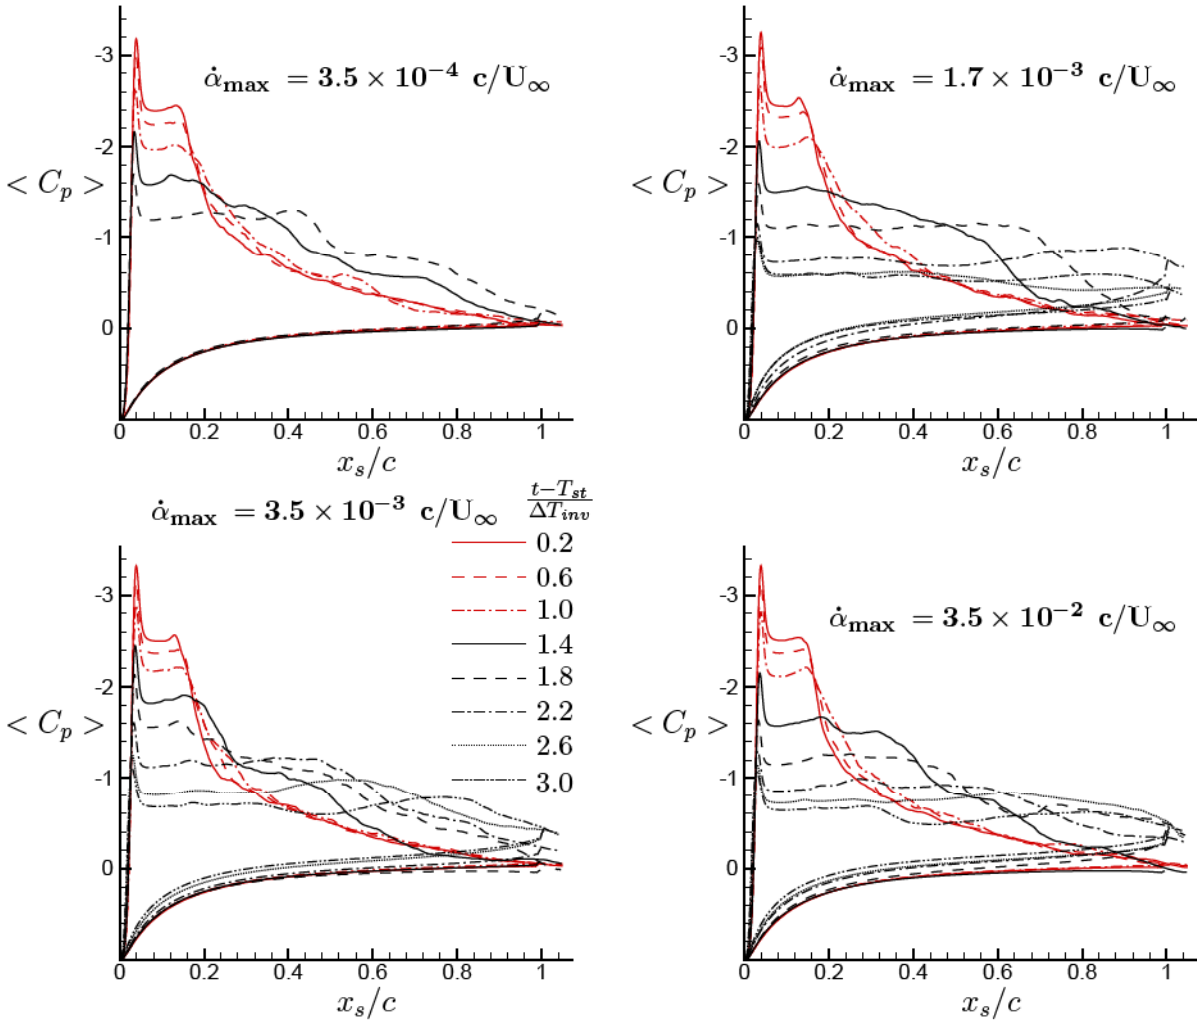 α̇max = 3.5 × 10−4 c/U∞
-3
-2
< Cp >
-1
0
0 0.2 0.4 0.6 0.8 1
xs/c
α̇max = 1.7 × 10−3 c/U∞
-3
-2
< Cp >
-1
0
0 0.2 0.4 0.6 0.8 1
xs/c
α̇max = 3.5 × 10−3 c/U∞
t−Tst
ΔTinv
0.2
0.6
1.0
1.4
1.8
2.2
2.6
3.0
-3
-2
< Cp >
-1
0
0 0.2 0.4 0.6 0.8 1
xs/c
α̇max = 3.5 × 10−2 c/U∞
-3
-2
< Cp >
-1
0
0 0.2 0.4 0.6 0.8 1
xs/c